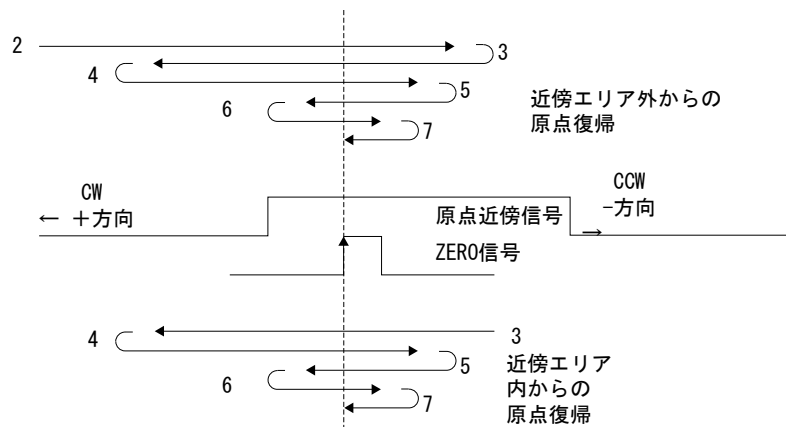 2
3
4
5
6
7
近傍エリア外からの
原点復帰
CW
← +方向
CCW
-方向
→
原点近傍信号
ZERO信号
3
4
5
6
7
近傍エリア
内からの
原点復帰